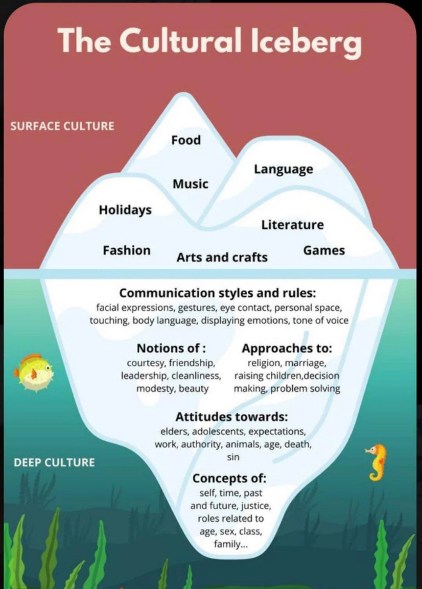 The Cultural Iceberg
SURFACE CULTURE
Food
Language
Music
Holidays
Literature
Fashion
Arts and crafts
Games
Communication styles and rules:
facial expressions, gestures, eye contact, personal space,
touching, body language, displaying emotions, tone of voice
Notions of :
courtesy, friendship,
leadership, cleanliness,
modesty, beauty
Approaches to:
religion, marriage,
raising children,decision
making, problem solving
Attitudes towards:
elders, adolescents, expectations,
work, authority, animals, age, death,
sin
DEEP CULTURE
Concepts of:
self, time, past
and future, justice,
roles related to
age, sex, class,
family...